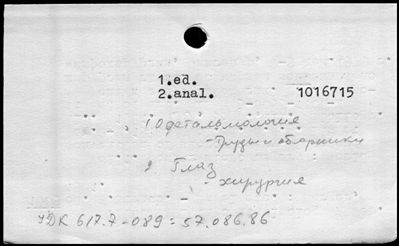 1.ed.
2.anal. 1016715
1 Офтальмология
- Труды и сборники
2 Глаз
- хирургия
УДК 617.7-089 = 57.086.86